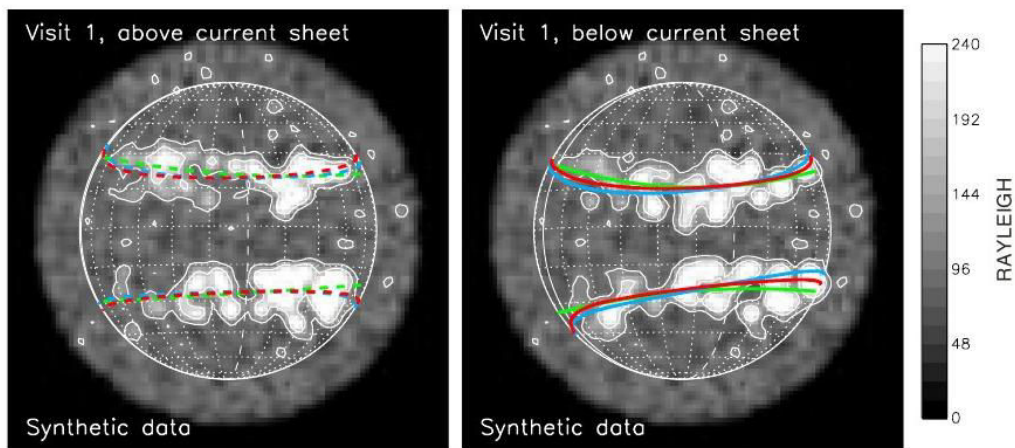 Visit 1, above current sheet
Synthetic data
Visit 1, below current sheet
Synthetic data
240
192
144
96
48
0
RAYLEIGH